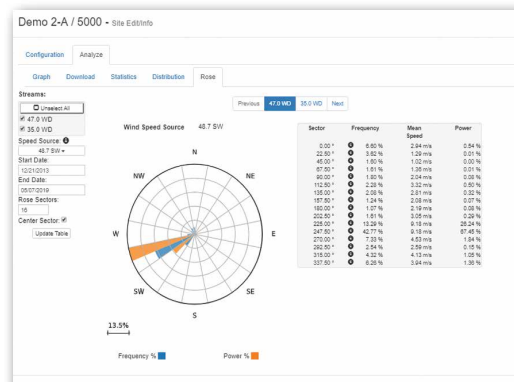 Demo 2-A / 5000 - Site Edit/Info
Configuration Analyze
Graph Download Statistics Distribution Rose
Streams:
Unselect All
47.0 WD
35.0 WD
Speed Source:
48.7 SW
Start Date:
12/21/2013
End Date:
05/07/2019
Rose Sectors:
16
Center Sector:
Update Table
Previous 47.0 WD 35.0 WD Next
Wind Speed Source 48.7 SW
N
NW NE
W E
SW SE
S
13.5%
Frequency % Power %
Sector Frequency Mean Speed Power
0.00 ° 6.60 % 2.94 m/s 0.54 %
22.50 ° 3.62 % 1.29 m/s 0.01 %
45.00 ° 1.60 % 1.02 m/s 0.00 %
67.50 ° 1.61 % 1.36 m/s 0.01 %
90.00 ° 1.80 % 2.04 m/s 0.08 %
112.50 ° 2.28 % 3.32 m/s 0.50 %
135.00 ° 2.08 % 2.81 m/s 0.32 %
157.50 ° 1.24 % 2.08 m/s 0.07 %
180.00 ° 1.07 % 2.19 m/s 0.08 %
202.50 ° 1.61 % 3.05 m/s 0.29 %
225.00 ° 13.29 % 9.18 m/s 26.24 %
247.50 ° 42.77 % 9.18 m/s 67.45 %
270.00 ° 7.33 % 4.53 m/s 1.84 %
292.50 ° 2.54 % 2.59 m/s 0.15 %
315.00 ° 4.32 % 4.13 m/s 1.05 %
337.50 ° 6.26 % 3.94 m/s 1.36 %